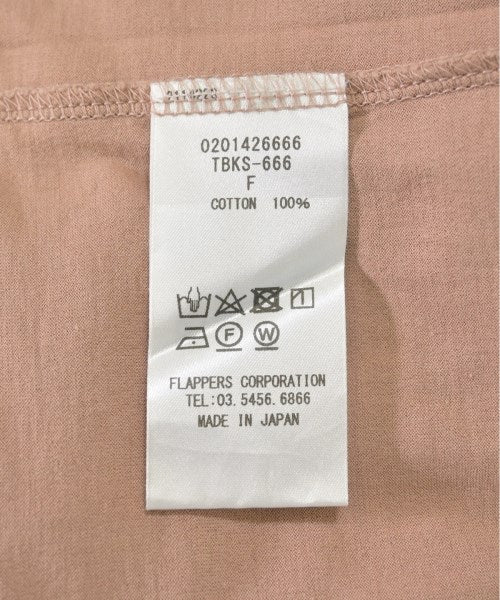 0201426666
TBKS-666
F
COTTON 100%
F W
FLAPPERS CORPORATION
TEL:03.5456.6866
MADE IN JAPAN